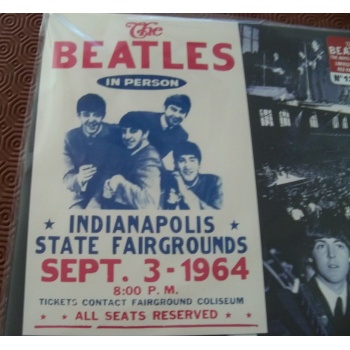 The
BEATLES
IN PERSON
INDIANAPOLIS
STATE FAIRGROUNDS
SEPT. 3 - 1964
8:00 P. M.
TICKETS CONTACT FAIRGROUND COLISEUM
★ ALL SEATS RESERVED ★
BEATLES